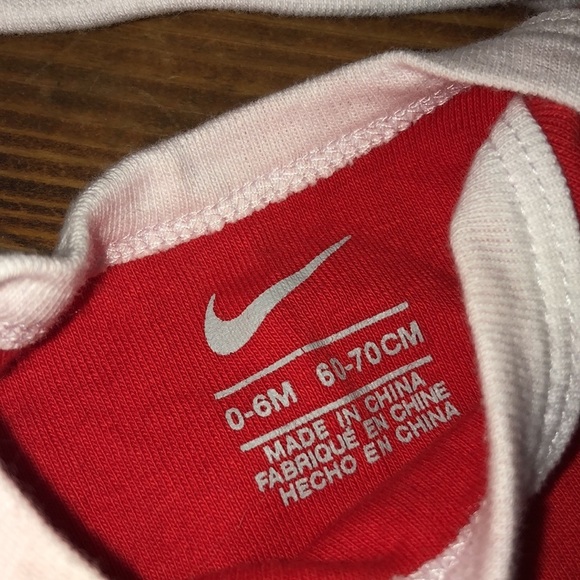 0-6M 60-70CM
MADE IN CHINA
FABRIQUÉ EN CHINE
HECHO EN CHINA